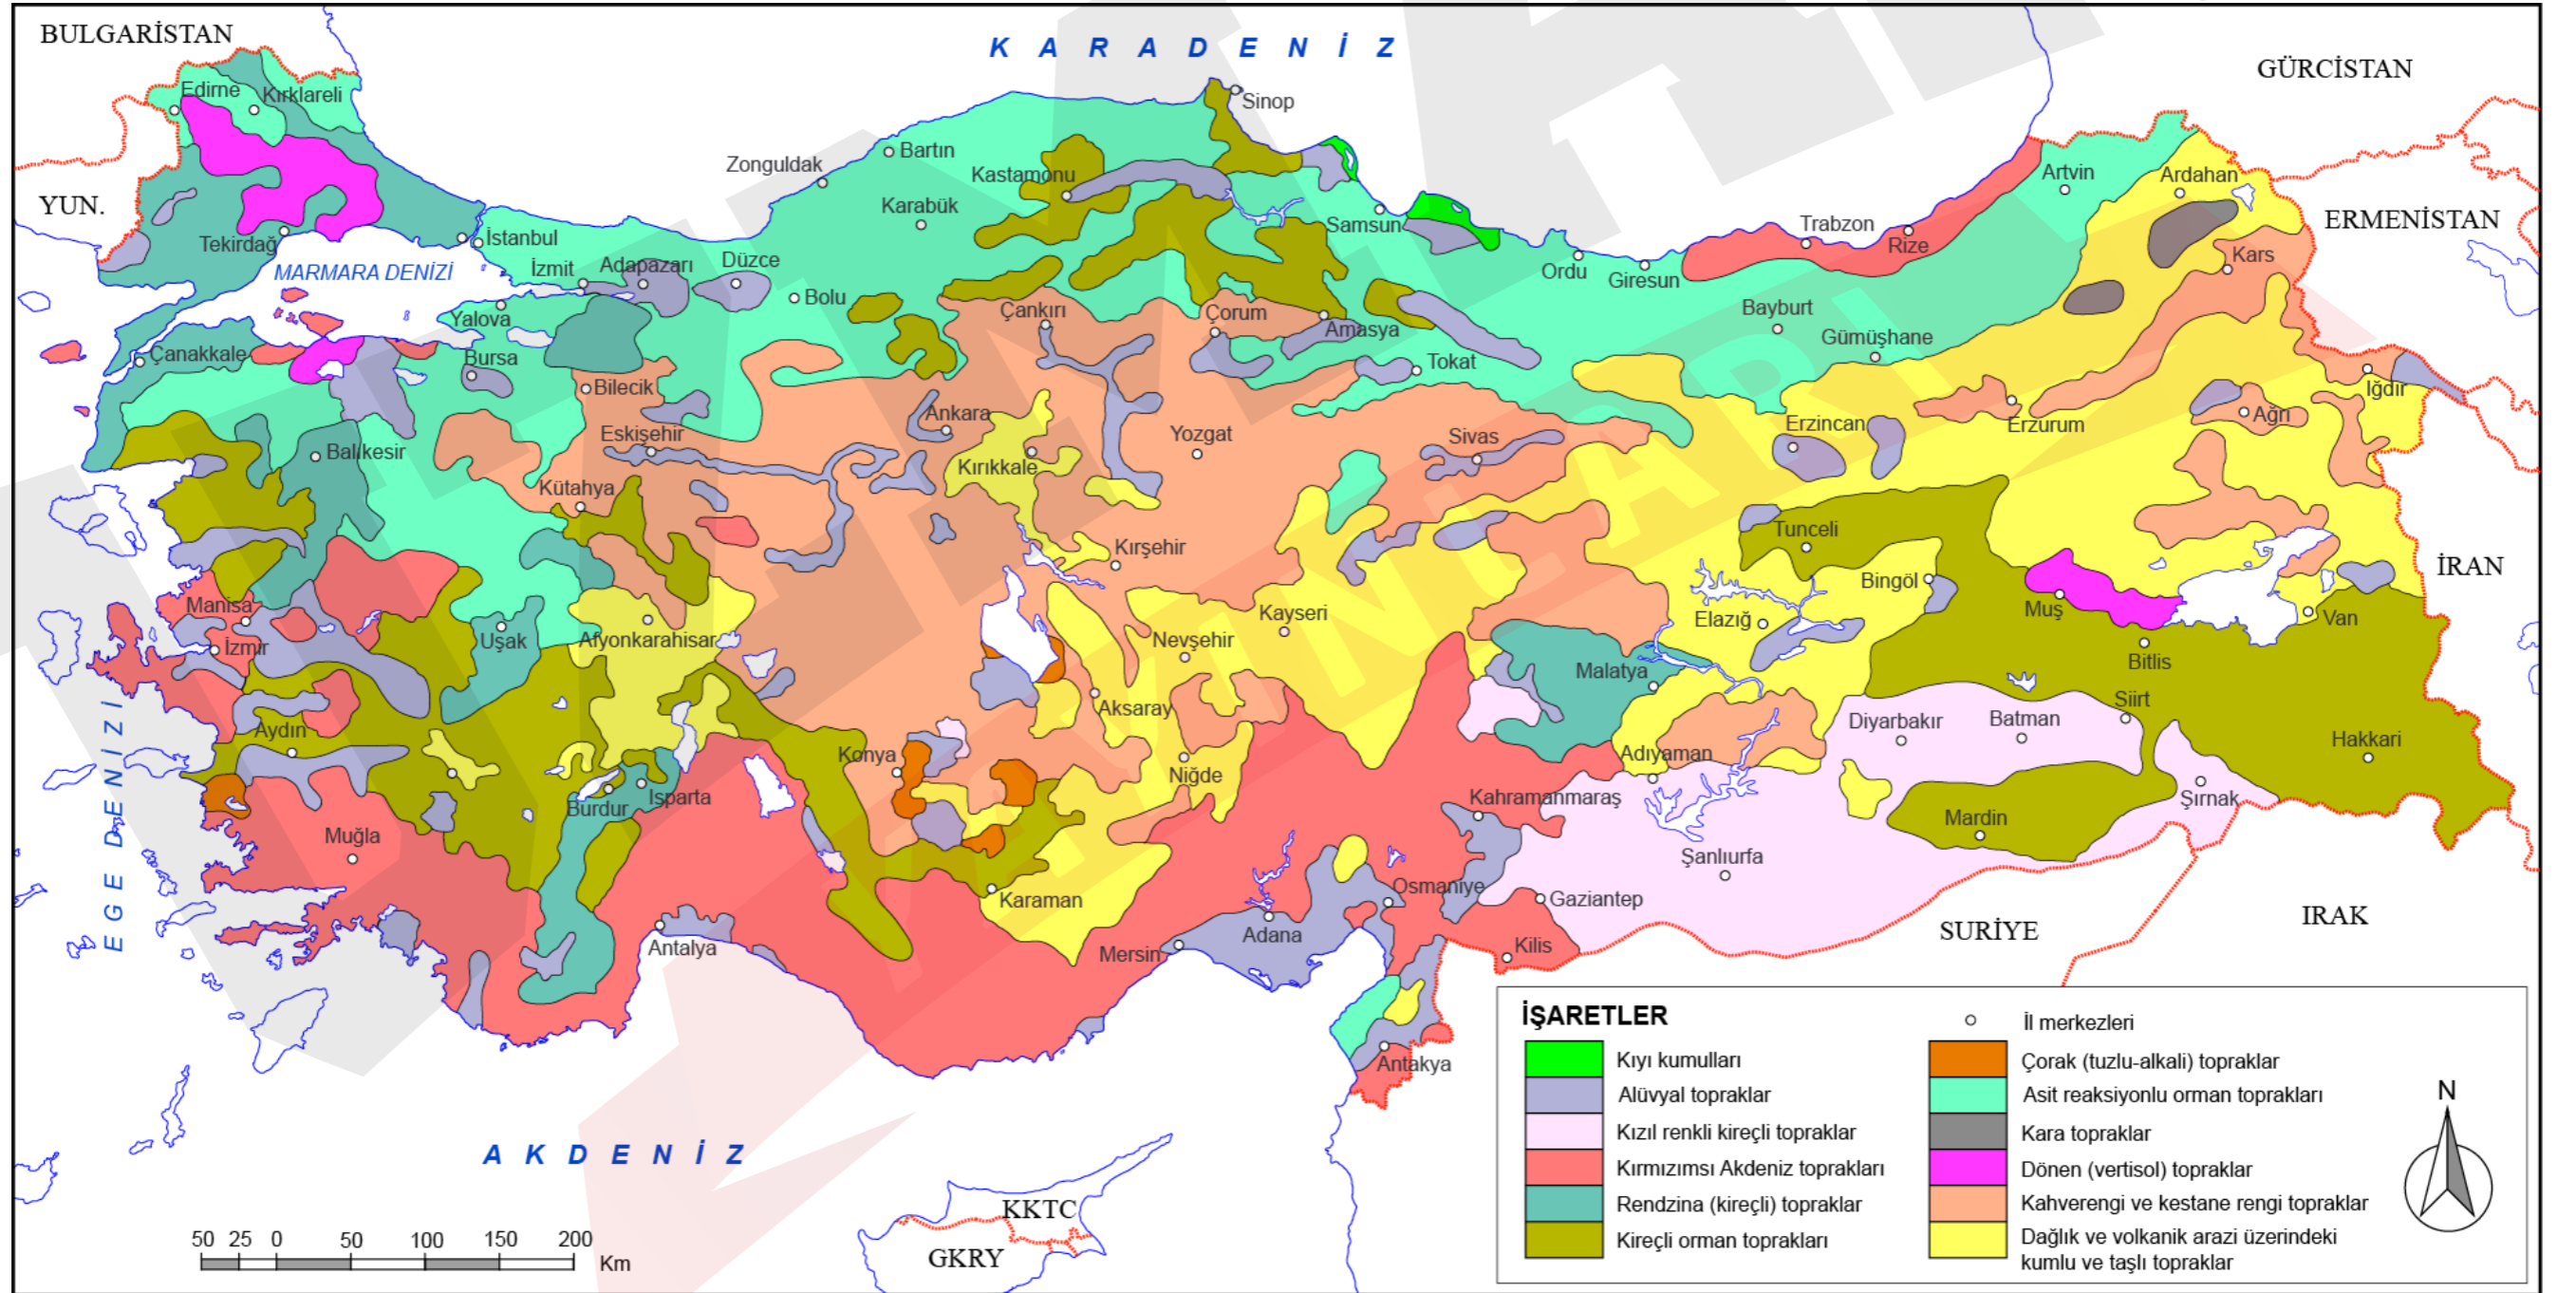 BULGARİSTAN
KARADENİZ
GÜRCİSTAN
Edirne
Kırklareli
Sinop
Bartın
Zonguldak
Kastamonu
Artvin
Ardahan
YUN.
Karabük
Samsun
Trabzon
Rize
ERMENİSTAN
Tekirdağ
İstanbul
MARMARA DENİZİ
İzmit
Adapazarı
Düzce
Bolu
Ordu
Giresun
Kars
Yalova
Çankırı
Çorum
Amasya
Bayburt
Gümüşhane
Çanakkale
Bursa
Tokat
Bilecik
Iğdır
Ankara
Ağrı
Eskişehir
Yozgat
Sivas
Erzincan
Erzurum
Balıkesir
Kırıkkale
Kütahya
Tunceli
Kırşehir
İRAN
Bingöl
Manisa
Kayseri
Muş
Elazığ
Van
İzmir
Uşak
Afyonkarahisar
Nevşehir
Bitlis
Malatya
Aksaray
Siirt
Aydın
Diyarbakır
Batman
Konya
Adıyaman
Hakkari
Niğde
EGE DENİZİ
Burdur
Isparta
Kahramanmaraş
Şırnak
Muğla
Mardin
Şanlıurfa
Osmaniye
Karaman
Gaziantep
IRAK
Antalya
Adana
SURİYE
Mersin
Kilis
Antakya
AKDENİZ
KKTC
GKRY
50 25 0 50 100 150 200
Km
İŞARETLER
Kıyı kumulları
Alüvyal topraklar
Kızıl renkli kireçli topraklar
Kırmızımsı Akdeniz toprakları
Rendzina (kireçli) topraklar
Kireçli orman toprakları
İl merkezleri
Çorak (tuzlu-alkali) topraklar
Asit reaksiyonlu orman toprakları
Kara topraklar
Dönen (vertisol) topraklar
Kahverengi ve kestane rengi topraklar
Dağlık ve volkanik arazi üzerindeki
kumlu ve taşlı topraklar
N